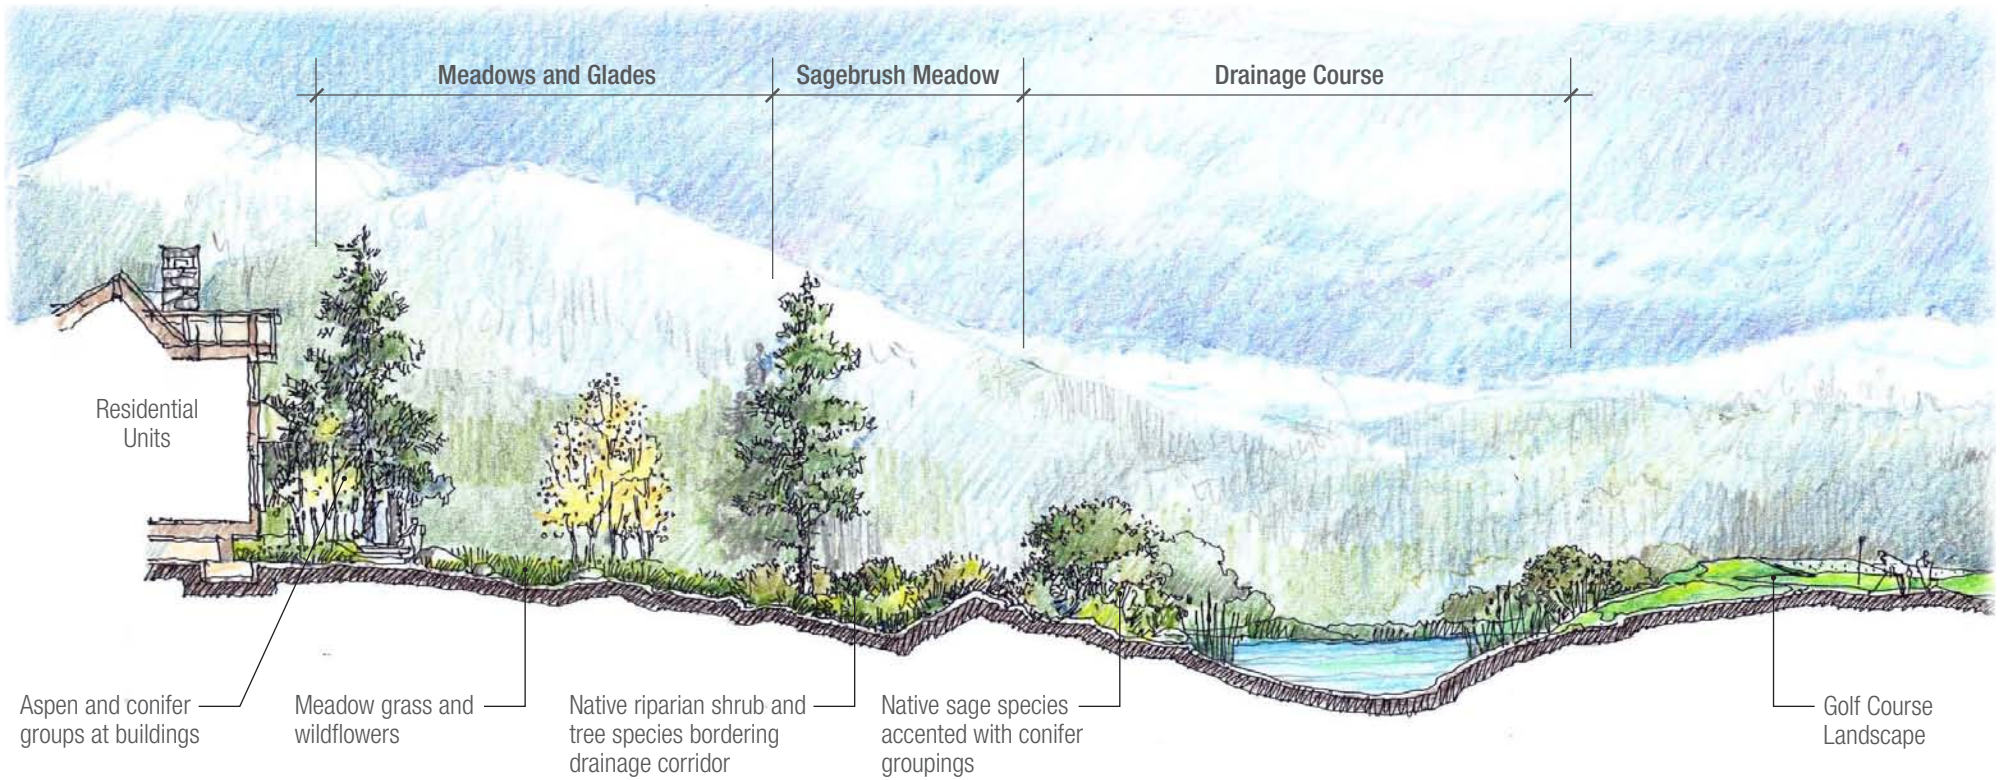 Meadows and Glades
Sagebrush Meadow
Drainage Course
Residential
Units
Aspen and conifer
groups at buildings
Meadow grass and
wildflowers
Native riparian shrub and
tree species bordering
drainage corridor
Native sage species
accented with conifer
groupings
Golf Course
Landscape